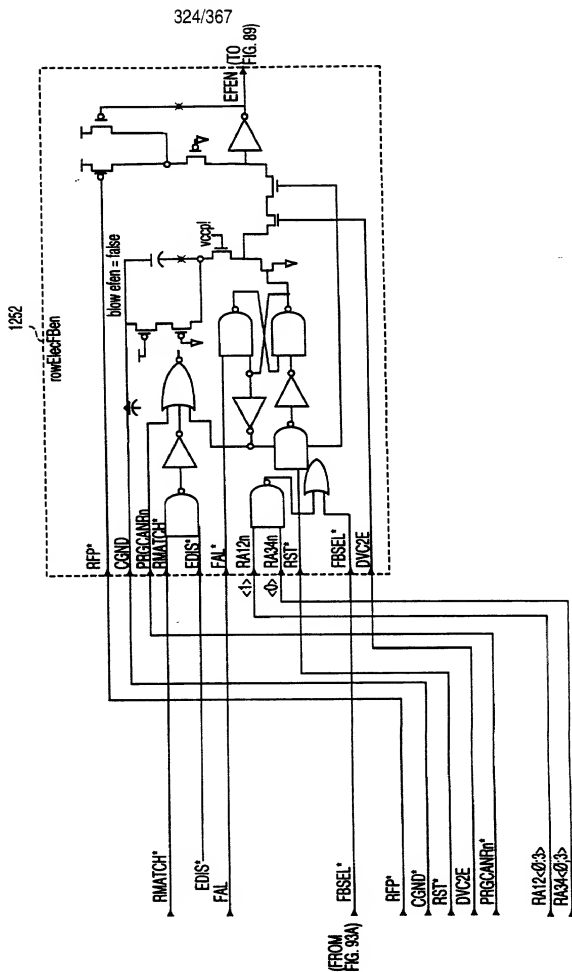 324/367
1252
rowElecFBen
RFP*
CGND
PRGCANRn
RMATCH*
EDIS*
FAL*
<1> RA12n
<0> RA34n
RST*
FBSEL*
DVC2E
blow efen = false
vccp!
EFEN
(TO
FIG. 89)
RMATCH*
EDIS*
FAL
FBSEL*
(FROM
FIG. 93A)
RFP*
CGND*
RST*
DVC2E
PRGCANRn*
RA12<0:3>
RA34<0:3>